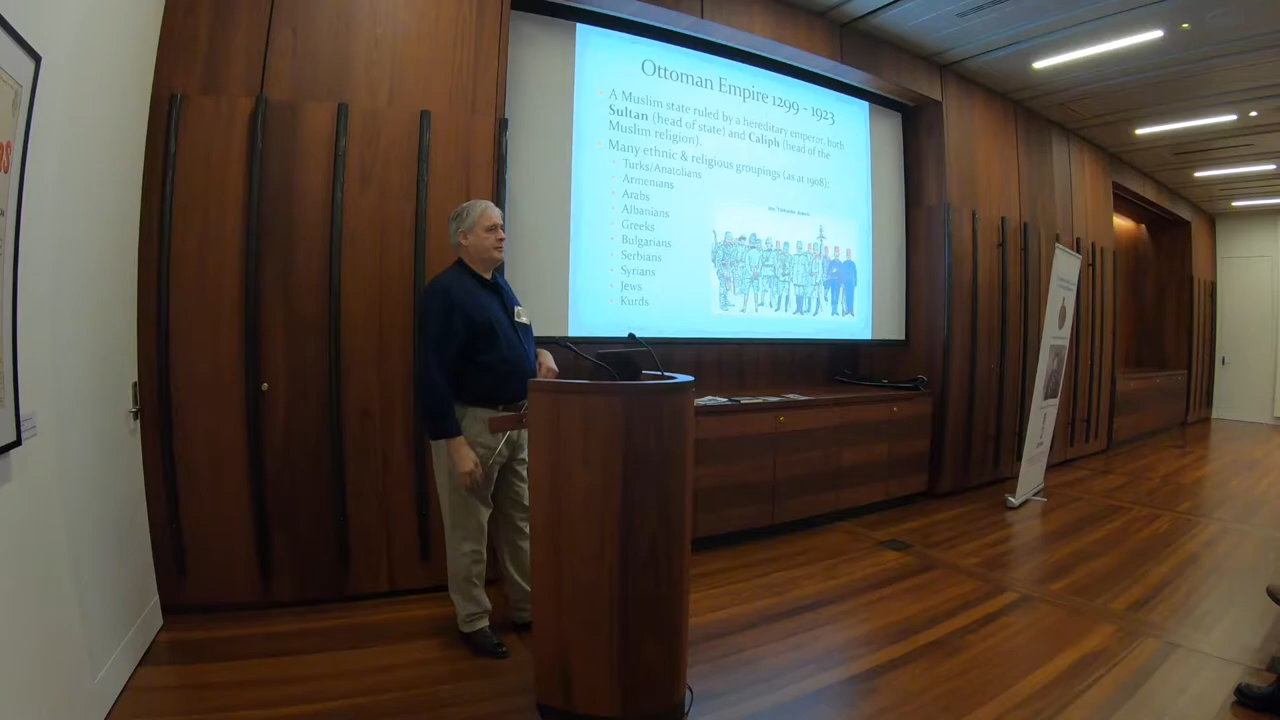 Ottoman Empire 1299 - 1923
A Muslim state ruled by a hereditary emperor, both
Sultan (head of state) and Caliph (head of the
Muslim religion).
Many ethnic & religious groupings (as at 1908):
Turks/Anatolians
Armenians
Arabs
Albanians
Greeks
Bulgarians
Serbians
Syrians
Jews
Kurds